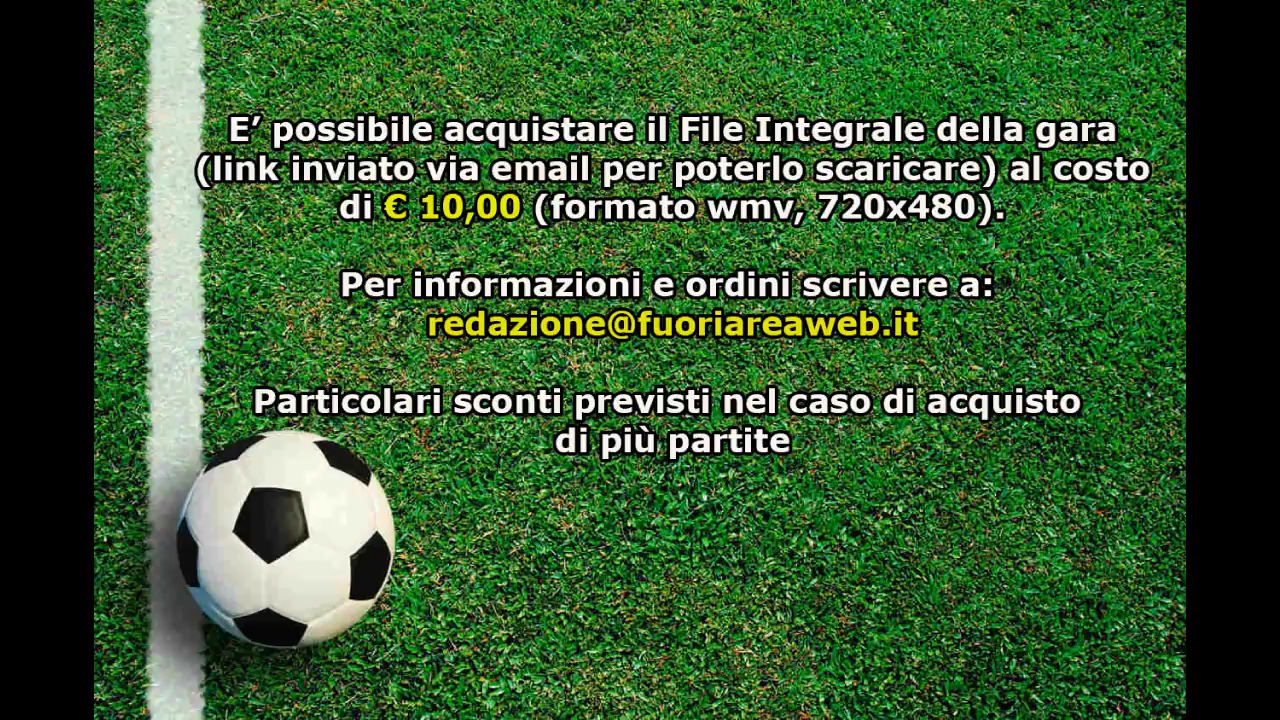 E’ possibile acquistare il File Integrale della gara
(link inviato via email per poterlo scaricare) al costo
di € 10,00 (formato wmv, 720x480).
Per informazioni e ordini scrivere a:
redazione@fuoriareaweb.it
Particolari sconti previsti nel caso di acquisto
di più partite